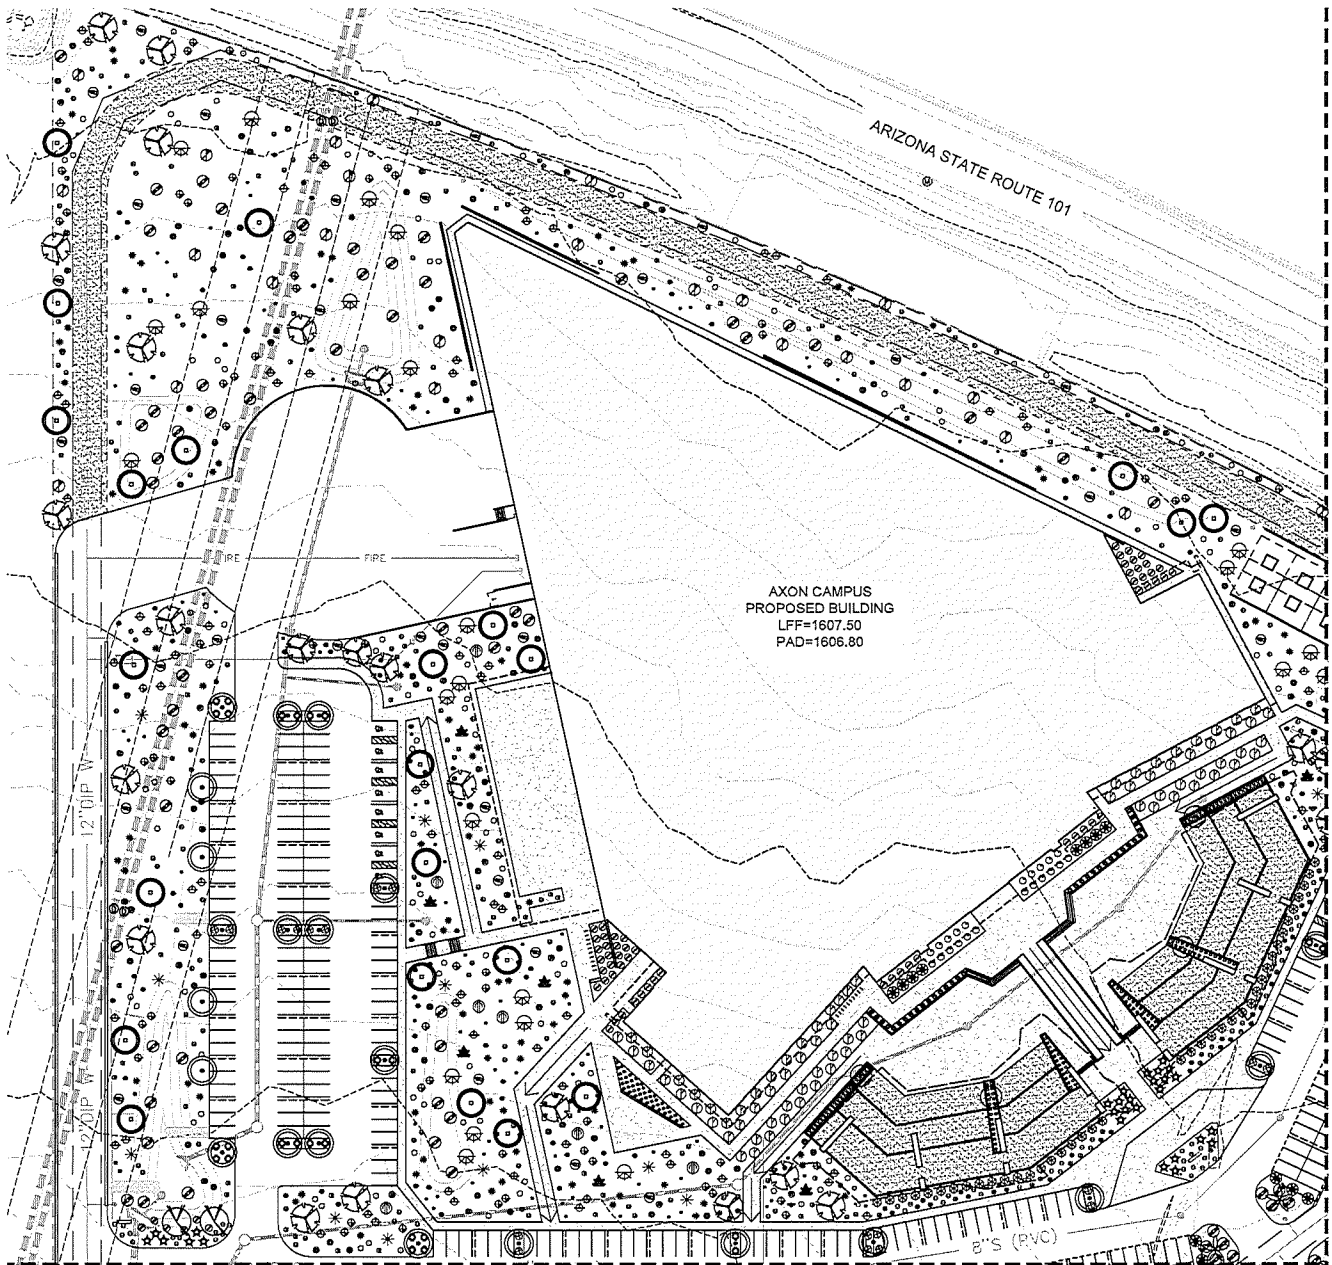 ARIZONA STATE ROUTE 101
FIRE
FIRE
AXON CAMPUS
PROPOSED BUILDING
LFF=1607.50
PAD=1606.80
12"DIP W
12"DIP W
8"S (PVC)